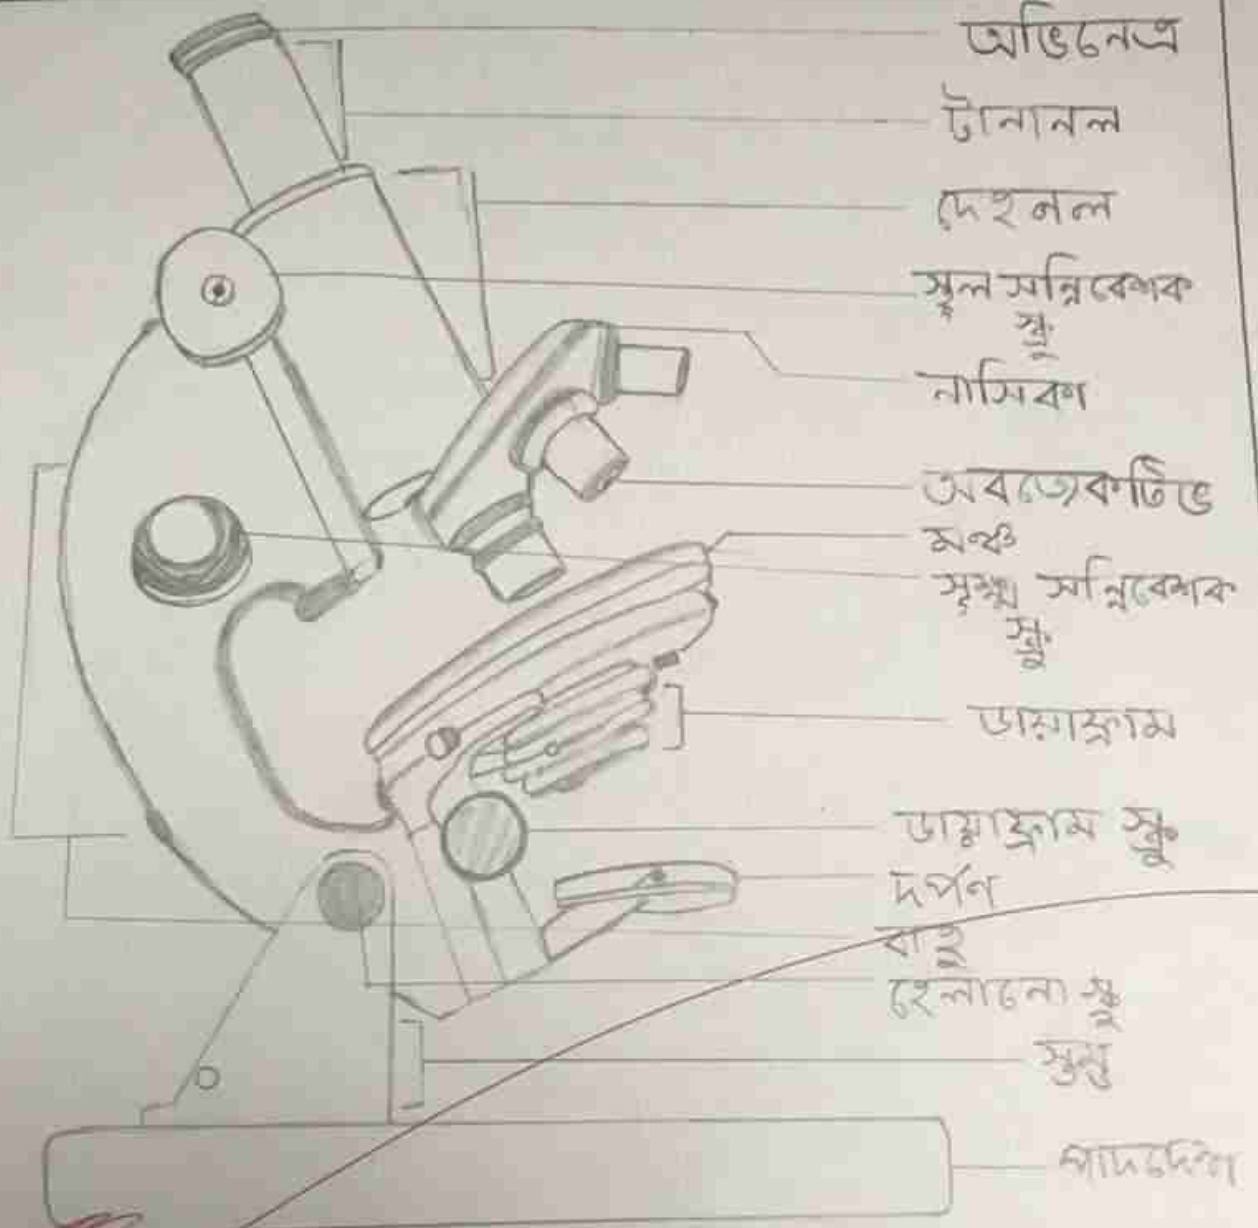 অভিনেত্র
টানানল
দেহনল
স্থূল সন্নিবেশক
স্ক্রু
নাসিকা
অবজেকটিভ
মঞ্চ
সূক্ষ্ম সন্নিবেশক
স্ক্রু
ডায়াফ্রাম
ডায়াফ্রাম স্ক্রু
দর্পণ
বাহু
হেলানো স্ক্রু
স্তম্ভ
পাদদেশ